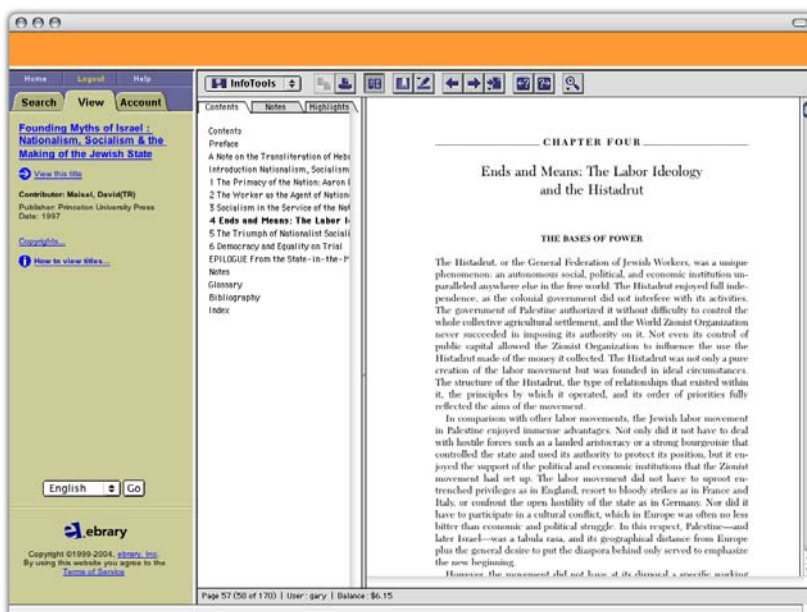 Home Logout Help
Search View Account
Founding Myths of Israel :
Nationalism, Socialism & the
Making of the Jewish State
View this title
Contributor: Maisel, David(TR)
Publisher: Princeton University Press
Date: 1997
Copyrights...
How to view titles...
English Go
ebrary
Copyright ©1999-2004, ebrary, Inc.
By using this website you agree to the
Terms of Service
InfoTools
Contents Notes Highlights
Contents
Preface
A Note on the Transliteration of Hebr
Introduction Nationalism, Socialism
1 The Primacy of the Nation: Aaron
2 The Worker as the Agent of Nation
3 Socialism in the Service of the Nat
4 Ends and Means: The Labor I
5 The Triumph of Nationalist Sociali
6 Democracy and Equality on Trial
EPILOGUE From the State-in-the-
Notes
Glossary
Bibliography
Index
CHAPTER FOUR
Ends and Means: The Labor Ideology
and the Histadrut
THE BASES OF POWER
The Histadrut, or the General Federation of Jewish Workers, was a unique
phenomenon: an autonomous social, political, and economic institution un-
paralleled anywhere else in the free world. The Histadrut enjoyed full inde-
pendence, as the colonial government did not interfere with its activities.
The government of Palestine authorized it without difficulty to control the
whole collective agricultural settlement, and the World Zionist Organization
never succeeded in imposing its authority on it. Not even its control of
public capital allowed the Zionist Organization to influence the use the
Histadrut made of the money it collected. The Histadrut was not only a pure
creation of the labor movement but was founded in ideal circumstances.
The structure of the Histadrut, the type of relationships that existed within
it, the principles by which it operated, and its order of priorities fully
reflected the aims of the movement.
In comparison with other labor movements, the Jewish labor movement
in Palestine enjoyed immense advantages. Not only did it not have to deal
with hostile forces such as a landed aristocracy or a strong bourgeoisie that
controlled the state and used its authority to protect its position, but it en-
joyed the support of the political and economic institutions that the Zionist
movement had set up. The labor movement did not have to uproot en-
trenched privileges as in England, resort to bloody strikes as in France and
Italy, or confront the open hostility of the state as in Germany. Nor did it
have to participate in a cultural conflict, which in Europe was often no less
bitter than economic and political struggle. In this respect, Palestine—and
later Israel—was a tabula rasa, and its geographical distance from Europe
plus the general desire to put the diaspora behind only served to emphasize
the new beginning.
However, the movement did not have at its disposal a specific working
Page 57 (58 of 170) | User: gary | Balance: $6.15